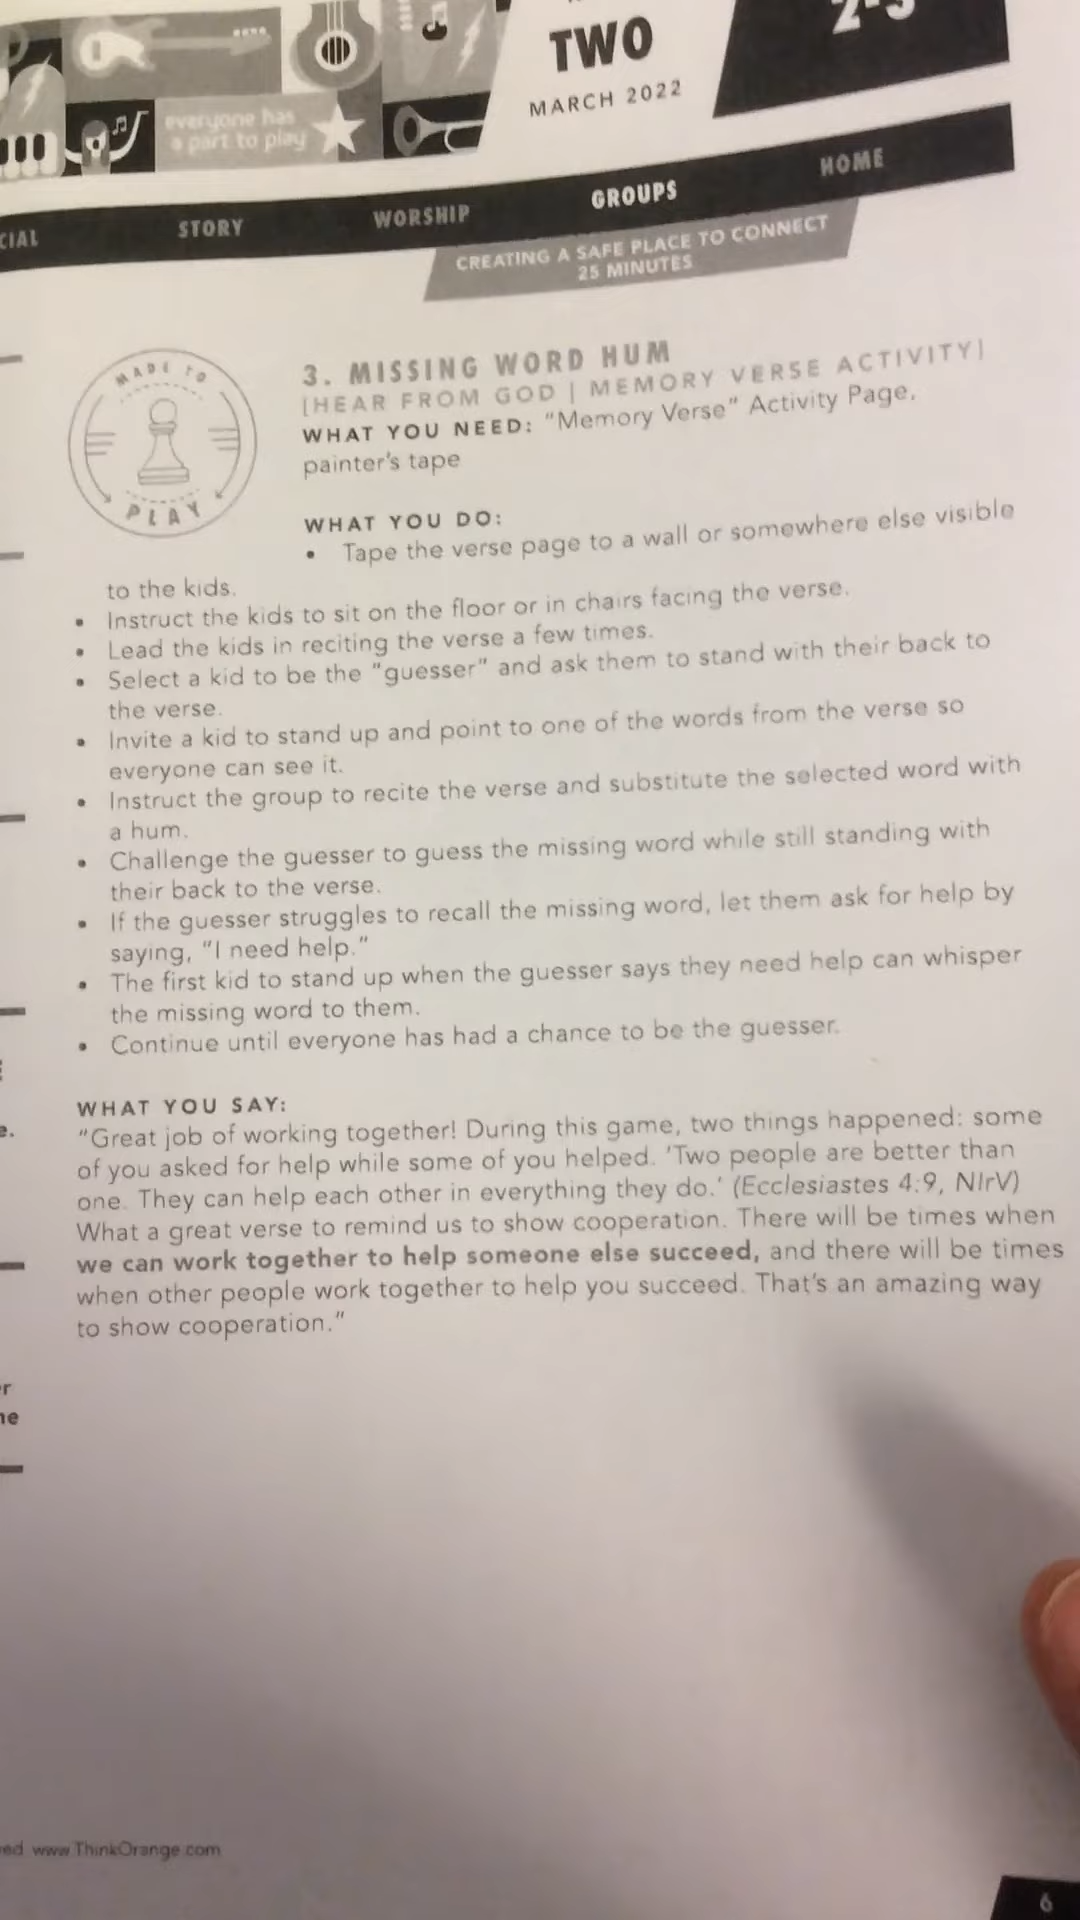 TWO
2-3
MARCH 2022
everyone has
a part to play
CIAL STORY WORSHIP GROUPS HOME
CREATING A SAFE PLACE TO CONNECT
25 MINUTES
MADE TO
PLAY
3. MISSING WORD HUM
[HEAR FROM GOD | MEMORY VERSE ACTIVITY]
WHAT YOU NEED: "Memory Verse" Activity Page,
painter's tape
WHAT YOU DO:
• Tape the verse page to a wall or somewhere else visible
to the kids.
• Instruct the kids to sit on the floor or in chairs facing the verse.
• Lead the kids in reciting the verse a few times.
• Select a kid to be the "guesser" and ask them to stand with their back to
the verse.
• Invite a kid to stand up and point to one of the words from the verse so
everyone can see it.
• Instruct the group to recite the verse and substitute the selected word with
a hum.
• Challenge the guesser to guess the missing word while still standing with
their back to the verse.
• If the guesser struggles to recall the missing word, let them ask for help by
saying, "I need help."
• The first kid to stand up when the guesser says they need help can whisper
the missing word to them.
• Continue until everyone has had a chance to be the guesser.
WHAT YOU SAY:
"Great job of working together! During this game, two things happened: some
of you asked for help while some of you helped. 'Two people are better than
one. They can help each other in everything they do.' (Ecclesiastes 4:9, NIrV)
What a great verse to remind us to show cooperation. There will be times when
we can work together to help someone else succeed, and there will be times
when other people work together to help you succeed. That's an amazing way
to show cooperation."
ed www.ThinkOrange.com
6